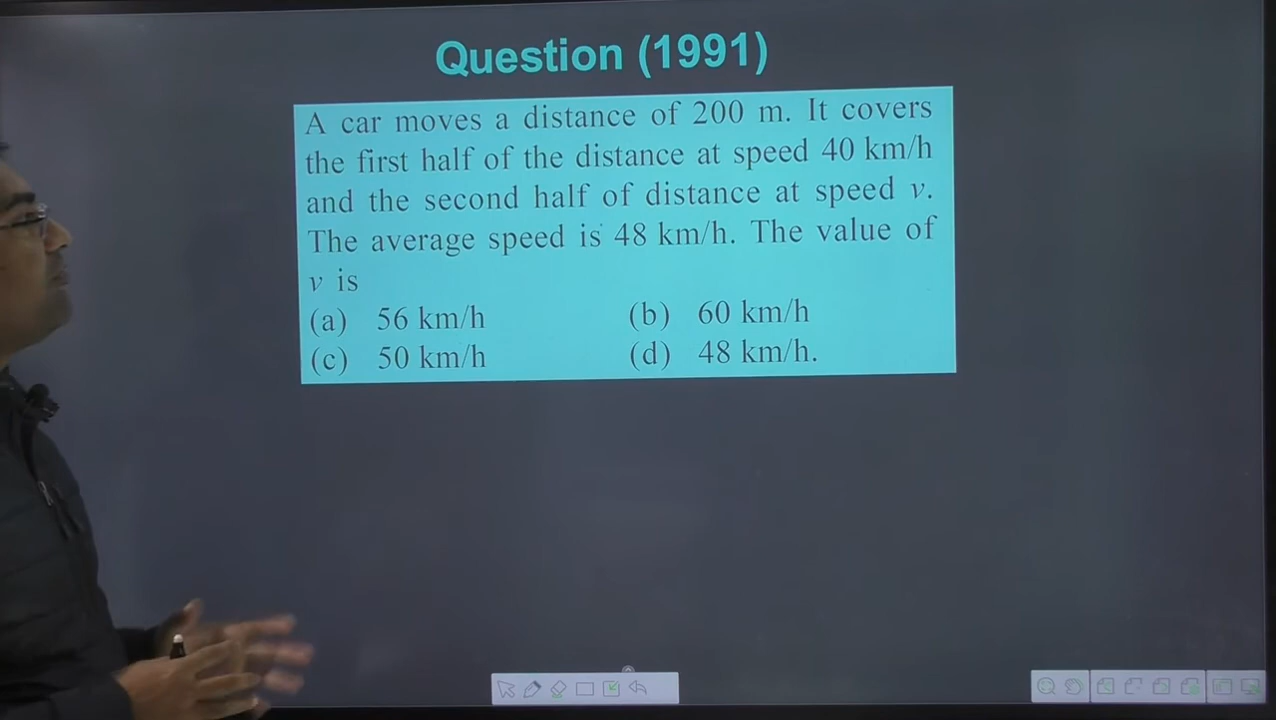 Question (1991)
A car moves a distance of 200 m. It covers
the first half of the distance at speed 40 km/h
and the second half of distance at speed v.
The average speed is 48 km/h. The value of
v is
(a) 56 km/h (b) 60 km/h
(c) 50 km/h (d) 48 km/h.